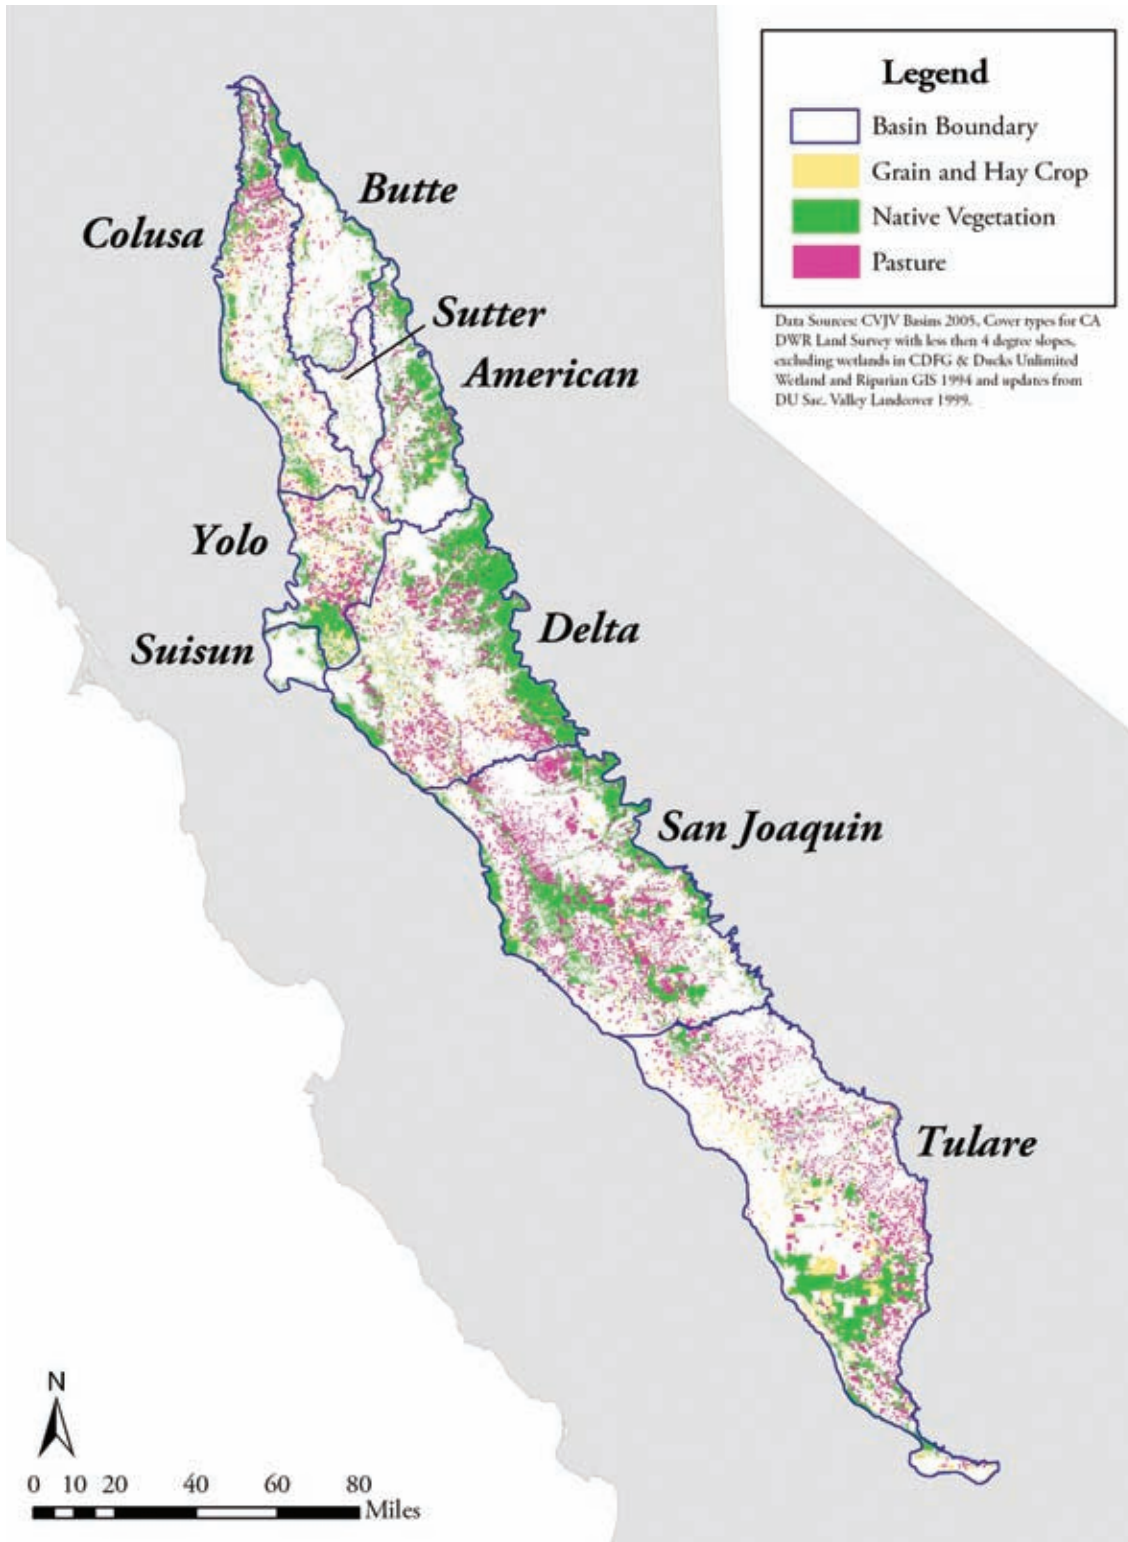 Legend
Basin Boundary
Grain and Hay Crop
Native Vegetation
Pasture
Data Sources: CVJV Basins 2005, Cover types for CA
DWR Land Survey with less then 4 degree slopes,
excluding wetlands in CDFG & Ducks Unlimited
Wetland and Riparian GIS 1994 and updates from
DU Sac. Valley Landcover 1999.
Butte
Colusa
Sutter
American
Yolo
Delta
Suisun
San Joaquin
Tulare
N
0 10 20 40 60 80
Miles